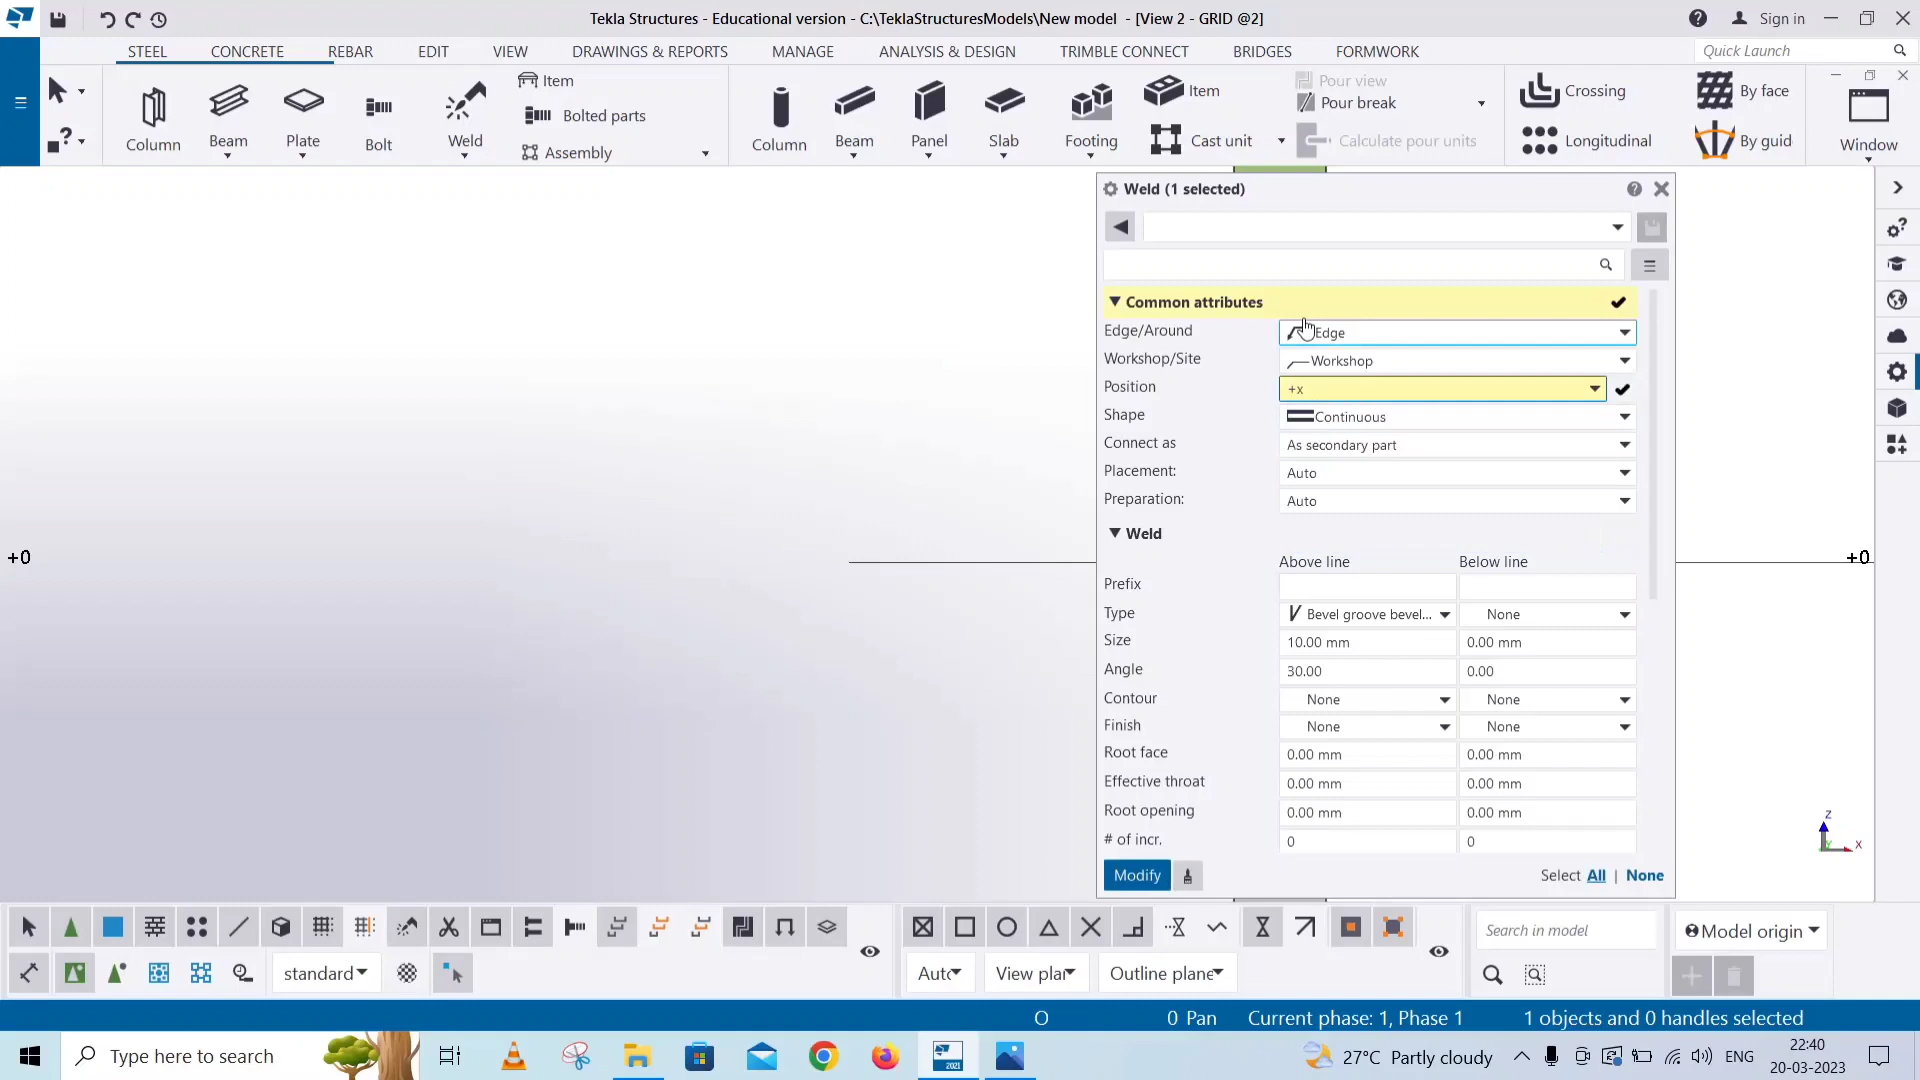 Tekla Structures - Educational version - C:\TeklaStructuresModels\New model - [View 2 - GRID @2]
Sign in
STEEL CONCRETE REBAR EDIT VIEW DRAWINGS & REPORTS MANAGE ANALYSIS & DESIGN TRIMBLE CONNECT BRIDGES FORMWORK
Quick Launch
Column Beam Plate Bolt Weld
Item
Bolted parts
Assembly
Column Beam Panel Slab Footing
Item
Cast unit
Pour view
Pour break
Calculate pour units
Crossing
Longitudinal
By face
By guid
Window
Weld (1 selected)
Common attributes
Edge/Around Edge
Workshop/Site Workshop
Position +x
Shape Continuous
Connect as As secondary part
Placement: Auto
Preparation: Auto
Weld
Above line Below line
Prefix
Type Bevel groove bevel... None
Size 10.00 mm 0.00 mm
Angle 30.00 0.00
Contour None None
Finish None None
Root face 0.00 mm 0.00 mm
Effective throat 0.00 mm 0.00 mm
Root opening 0.00 mm 0.00 mm
# of incr. 0 0
Modify Select All | None
+0 +0
z
x
Search in model
Model origin
standard
Auto
View plan
Outline plane
O 0 Pan Current phase: 1, Phase 1 1 objects and 0 handles selected
Type here to search
2021
27°C Partly cloudy
ENG
22:40
20-03-2023